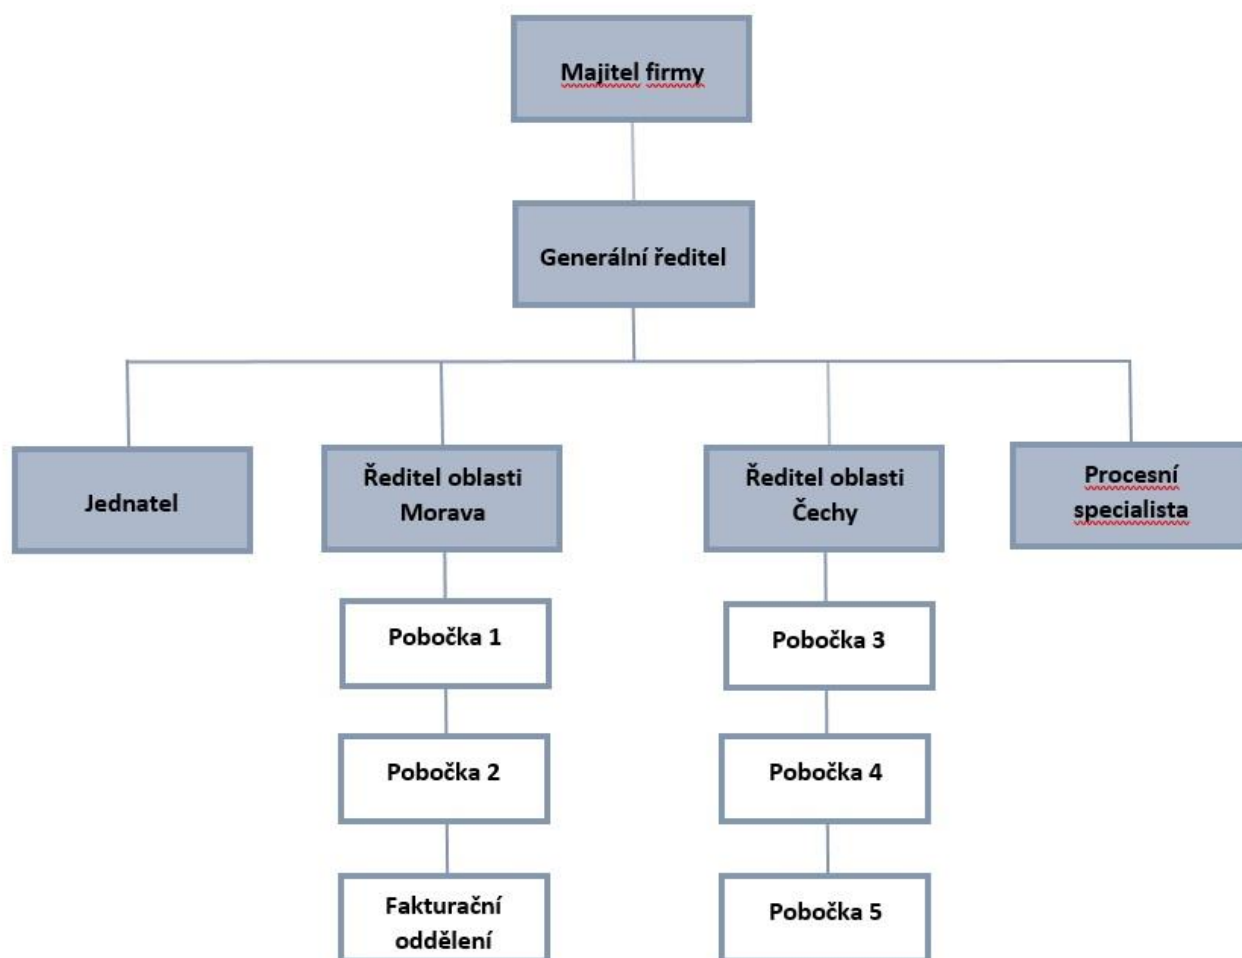 Majitel firmy
Generální ředitel
Jednatel
Ředitel oblasti
Morava
Ředitel oblasti
Čechy
Procesní
specialista
Pobočka 1
Pobočka 3
Pobočka 2
Pobočka 4
Fakturační
oddělení
Pobočka 5